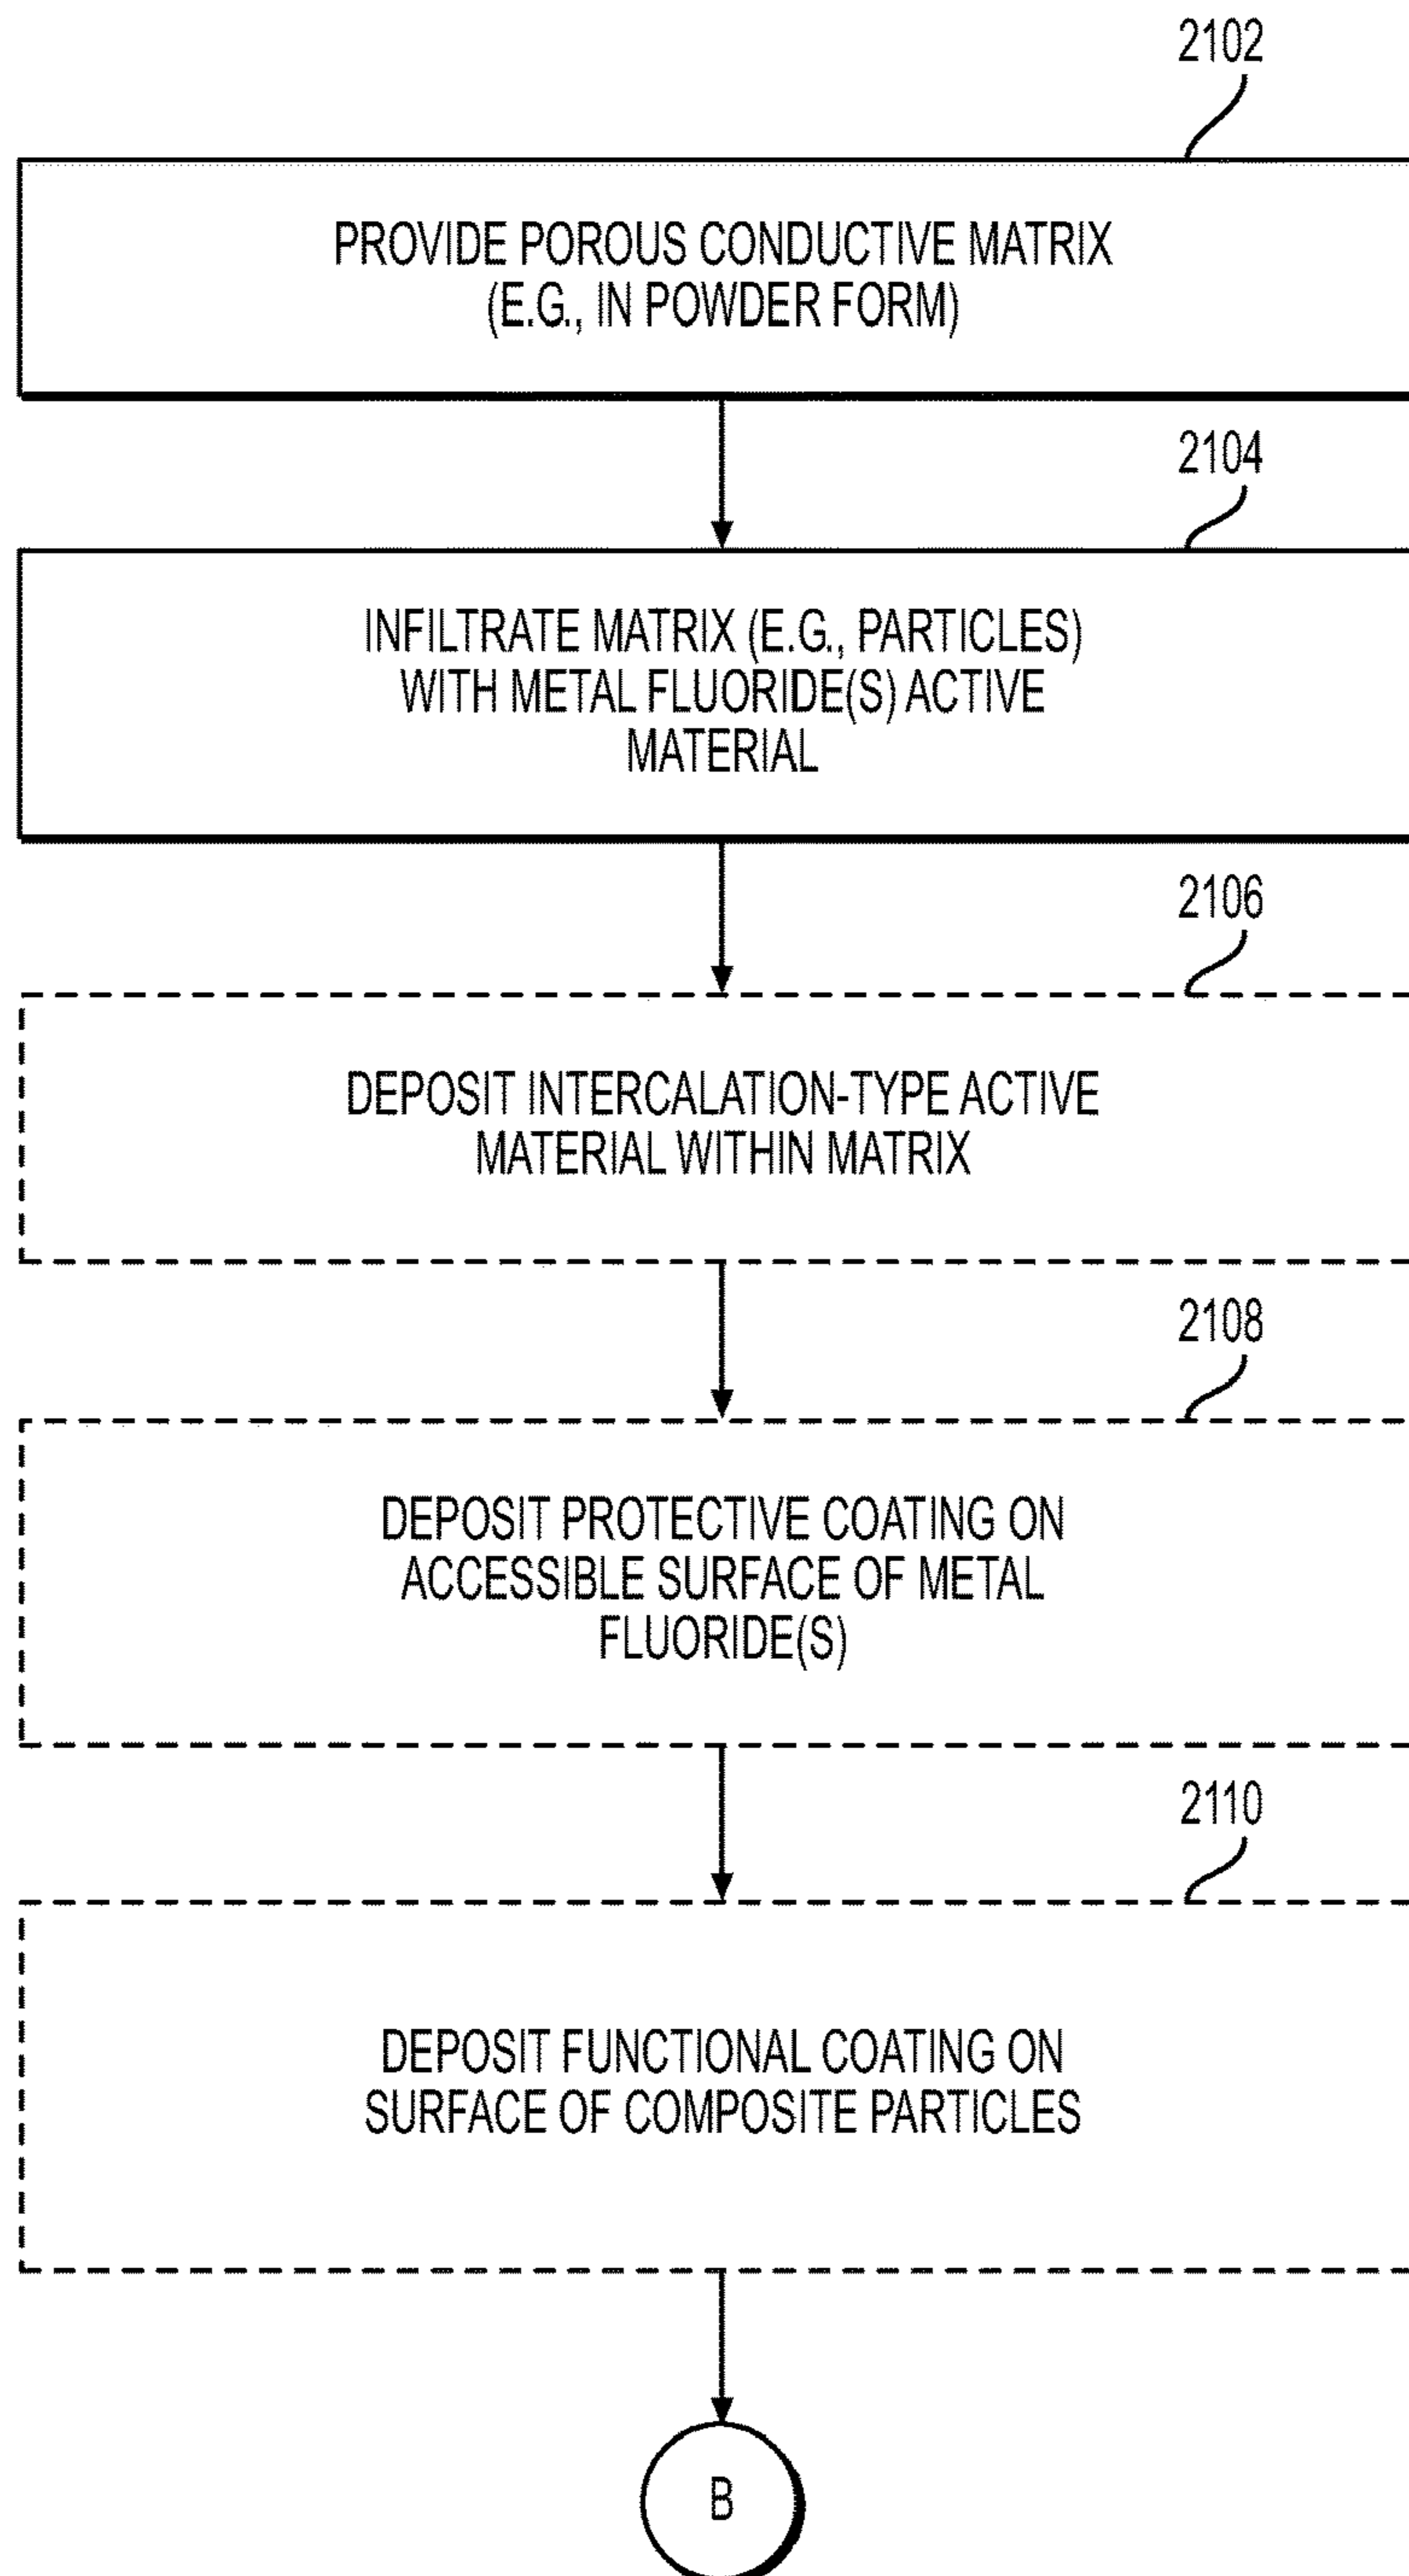 2102
PROVIDE POROUS CONDUCTIVE MATRIX
(E.G., IN POWDER FORM)
2104
INFILTRATE MATRIX (E.G., PARTICLES)
WITH METAL FLUORIDE(S) ACTIVE
MATERIAL
2106
DEPOSIT INTERCALATION-TYPE ACTIVE
MATERIAL WITHIN MATRIX
2108
DEPOSIT PROTECTIVE COATING ON
ACCESSIBLE SURFACE OF METAL
FLUORIDE(S)
2110
DEPOSIT FUNCTIONAL COATING ON
SURFACE OF COMPOSITE PARTICLES
B